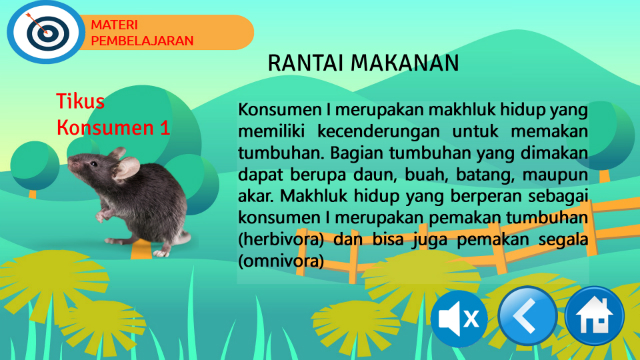 MATERI
PEMBELAJARAN
RANTAI MAKANAN
Tikus
Konsumen 1
Konsumen I merupakan makhluk hidup yang
memiliki kecenderungan untuk memakan
tumbuhan. Bagian tumbuhan yang dimakan
dapat berupa daun, buah, batang, maupun
akar. Makhluk hidup yang berperan sebagai
konsumen I merupakan pemakan tumbuhan
(herbivora) dan bisa juga pemakan segala
(omnivora)